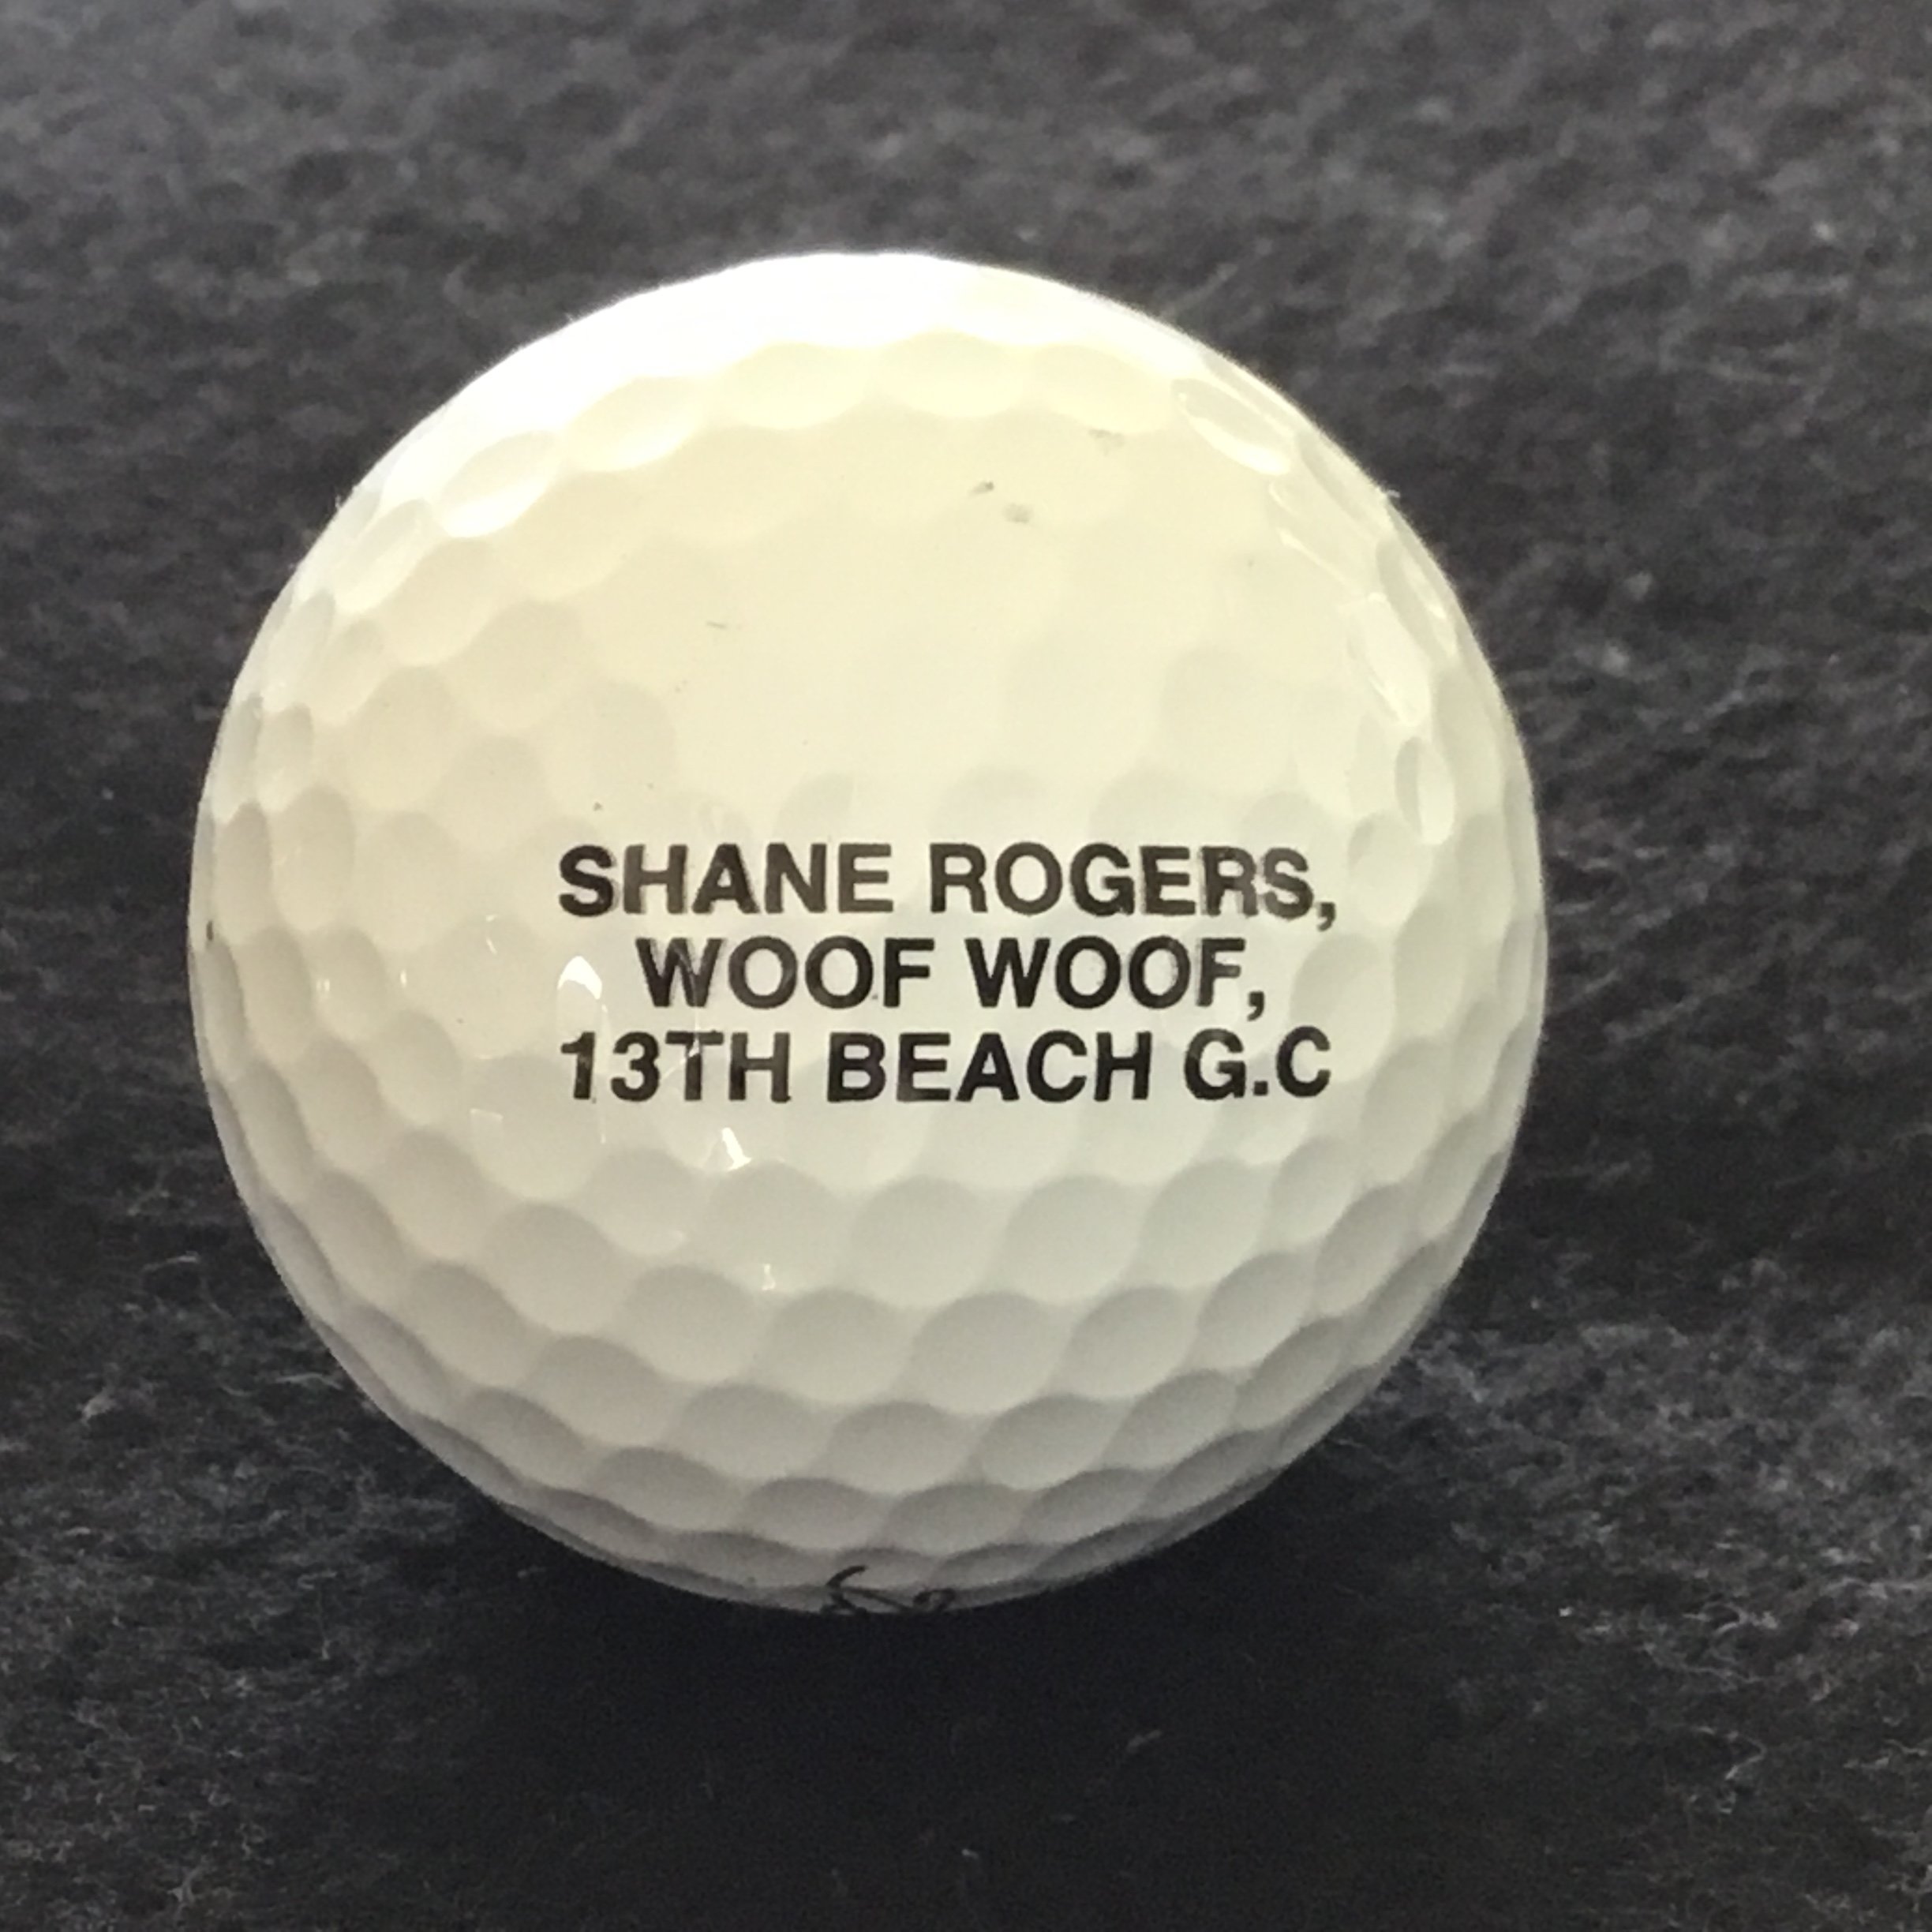 SHANE ROGERS,
WOOF WOOF,
13TH BEACH G.C